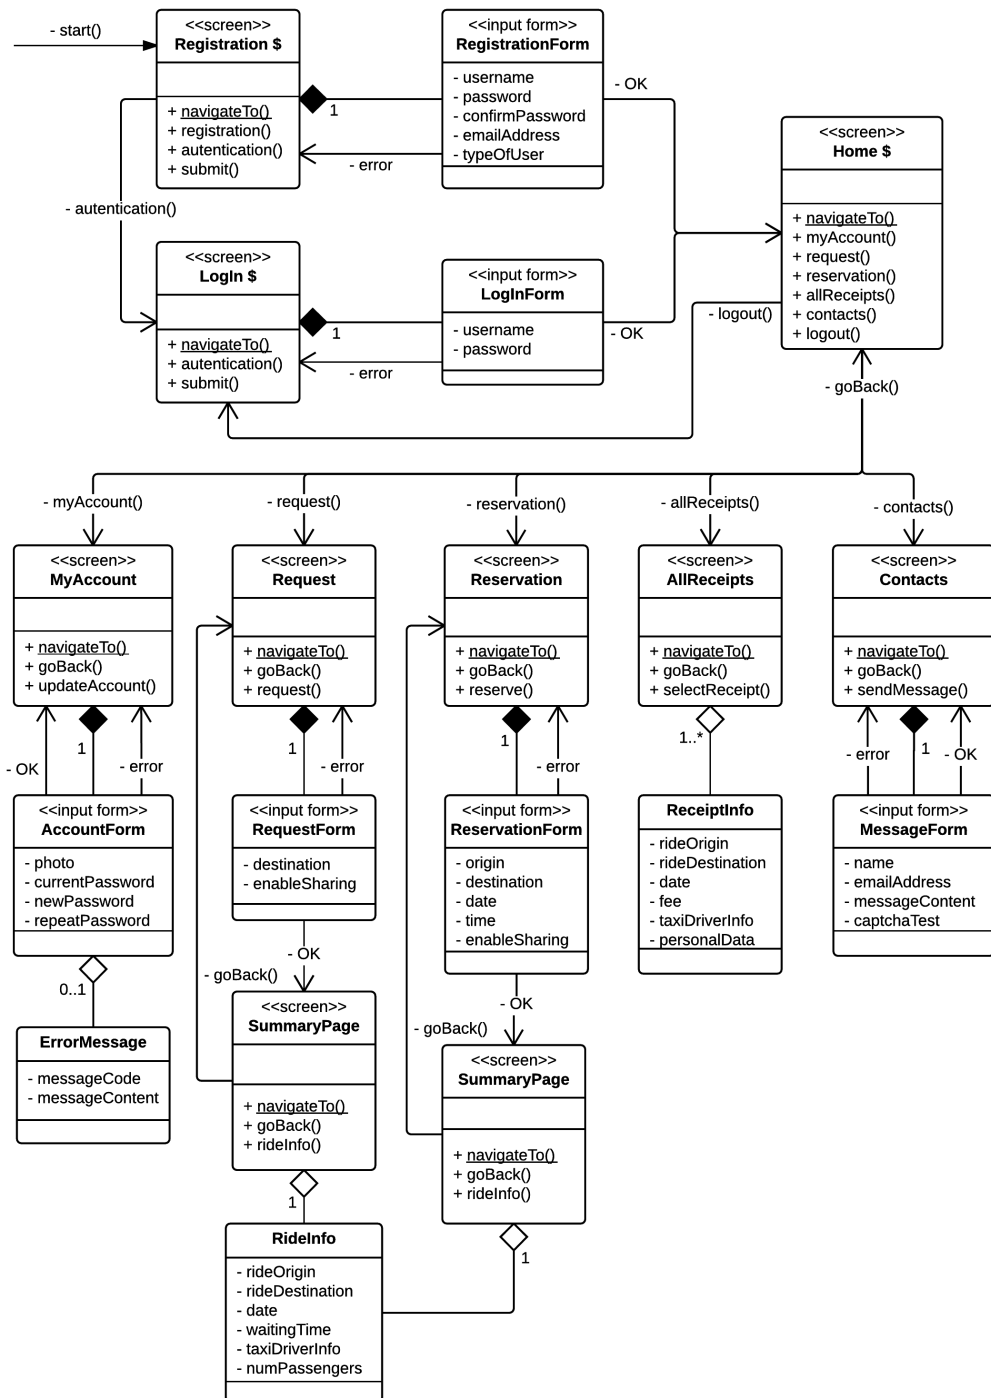 - start()
<<screen>>
Registration $
+ navigateTo()
+ registration()
+ autentication()
+ submit()
1
- error
<<input form>>
RegistrationForm
- username
- password
- confirmPassword
- emailAddress
- typeOfUser
- OK
- autentication()
<<screen>>
LogIn $
+ navigateTo()
+ autentication()
+ submit()
1
- error
<<input form>>
LogInForm
- username
- password
- OK
<<screen>>
Home $
+ navigateTo()
+ myAccount()
+ request()
+ reservation()
+ allReceipts()
+ contacts()
+ logout()
- logout()
- goBack()
- myAccount()
- request()
- reservation()
- allReceipts()
- contacts()
<<screen>>
MyAccount
+ navigateTo()
+ goBack()
+ updateAccount()
<<screen>>
Request
+ navigateTo()
+ goBack()
+ request()
<<screen>>
Reservation
+ navigateTo()
+ goBack()
+ reserve()
<<screen>>
AllReceipts
+ navigateTo()
+ goBack()
+ selectReceipt()
<<screen>>
Contacts
+ navigateTo()
+ goBack()
+ sendMessage()
- OK
1
- error
1
- error
1
- error
1..*
- error
1
- OK
<<input form>>
AccountForm
- photo
- currentPassword
- newPassword
- repeatPassword
<<input form>>
RequestForm
- destination
- enableSharing
<<input form>>
ReservationForm
- origin
- destination
- date
- time
- enableSharing
ReceiptInfo
- rideOrigin
- rideDestination
- date
- fee
- taxiDriverInfo
- personalData
<<input form>>
MessageForm
- name
- emailAddress
- messageContent
- captchaTest
0..1
ErrorMessage
- messageCode
- messageContent
- OK
- goBack()
<<screen>>
SummaryPage
+ navigateTo()
+ goBack()
+ rideInfo()
1
- OK
- goBack()
<<screen>>
SummaryPage
+ navigateTo()
+ goBack()
+ rideInfo()
1
RideInfo
- rideOrigin
- rideDestination
- date
- waitingTime
- taxiDriverInfo
- numPassengers